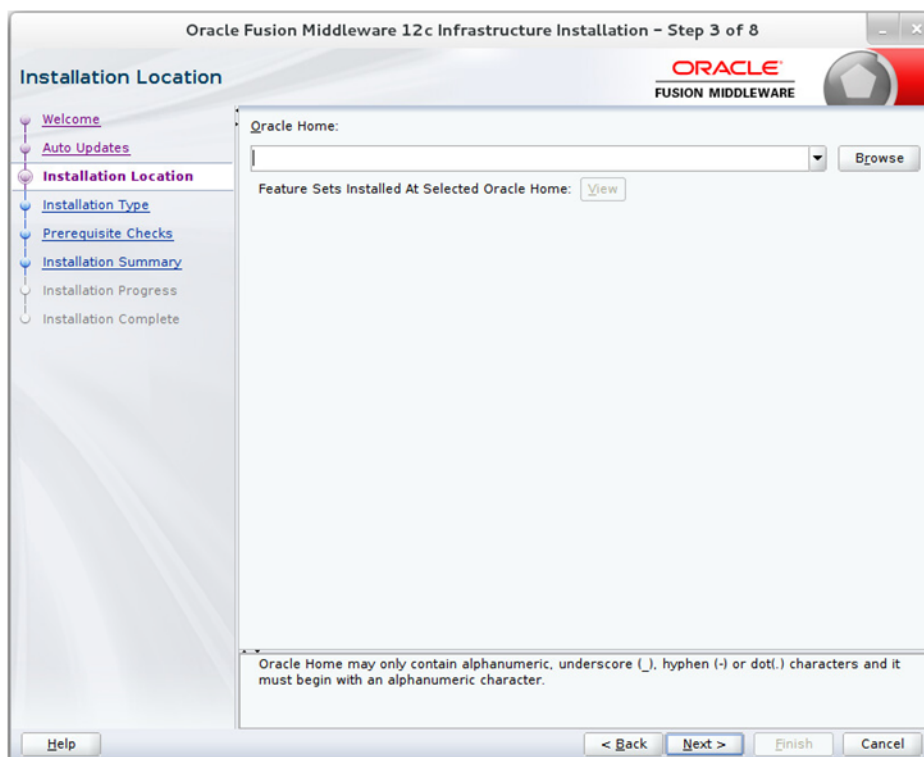 Oracle Fusion Middleware 12c Infrastructure Installation – Step 3 of 8
Installation Location
ORACLE
FUSION MIDDLEWARE
Welcome
Auto Updates
Installation Location
Installation Type
Prerequisite Checks
Installation Summary
Installation Progress
Installation Complete
Oracle Home:
Browse
Feature Sets Installed At Selected Oracle Home: View
Oracle Home may only contain alphanumeric, underscore (_), hyphen (-) or dot(.) characters and it
must begin with an alphanumeric character.
Help < Back Next > Finish Cancel